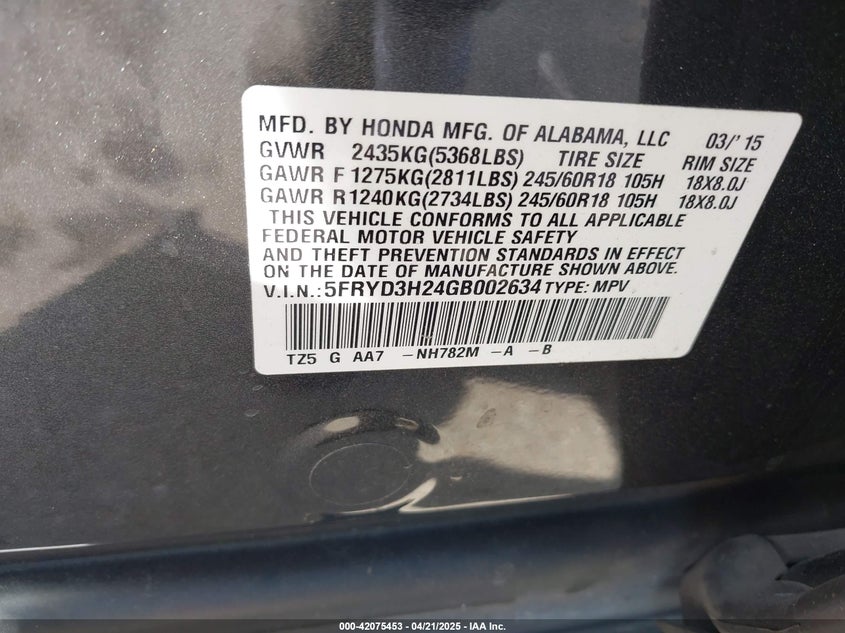 MFD. BY HONDA MFG. OF ALABAMA, LLC 03/'15
GVWR 2435KG(5368LBS) TIRE SIZE RIM SIZE
GAWR F 1275KG(2811LBS) 245/60R18 105H 18X8.0J
GAWR R1240KG(2734LBS) 245/60R18 105H 18X8.0J
THIS VEHICLE CONFORMS TO ALL APPLICABLE
FEDERAL MOTOR VEHICLE SAFETY
AND THEFT PREVENTION STANDARDS IN EFFECT
ON THE DATE OF MANUFACTURE SHOWN ABOVE.
V.I.N.:5FRYD3H24GB002634 TYPE: MPV
TZ5 G AA7 -NH782M -A -B
000-42075453 - 04/21/2025 - IAA Inc.